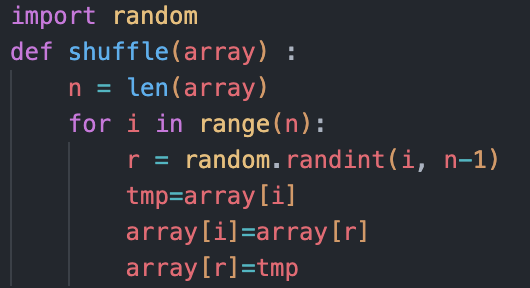 import random
def shuffle(array) :
    n = len(array)
    for i in range(n):
        r = random.randint(i, n-1)
        tmp=array[i]
        array[i]=array[r]
        array[r]=tmp